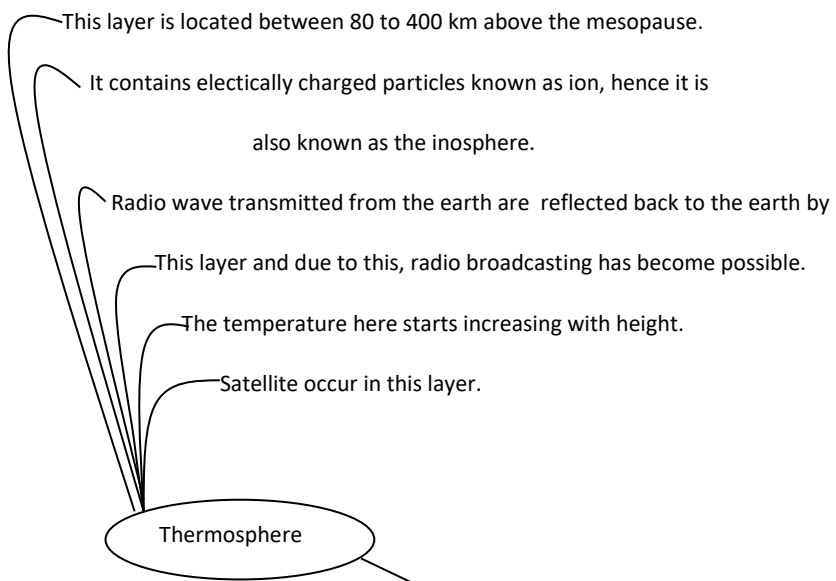 This layer is located between 80 to 400 km above the mesopause.
It contains electically charged particles known as ion, hence it is
also known as the inosphere.
Radio wave transmitted from the earth are reflected back to the earth by
This layer and due to this, radio broadcasting has become possible.
The temperature here starts increasing with height.
Satellite occur in this layer.
Thermosphere